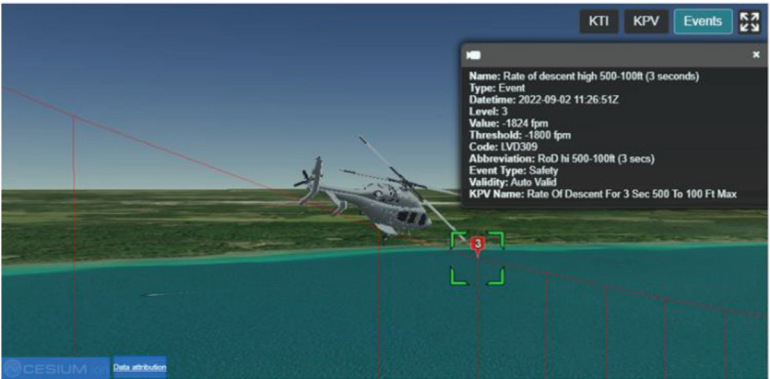 KTI KPV Events
Name: Rate of descent high 500-100ft (3 seconds)
Type: Event
Datetime: 2022-09-02 11:26:51Z
Level: 3
Value: -1824 fpm
Threshold: -1800 fpm
Code: LVD309
Abbreviation: RoD hi 500-100ft (3 secs)
Event Type: Safety
Validity: Auto Valid
KPV Name: Rate Of Descent For 3 Sec 500 To 100 Ft Max
3
CESIUM ion Data attribution